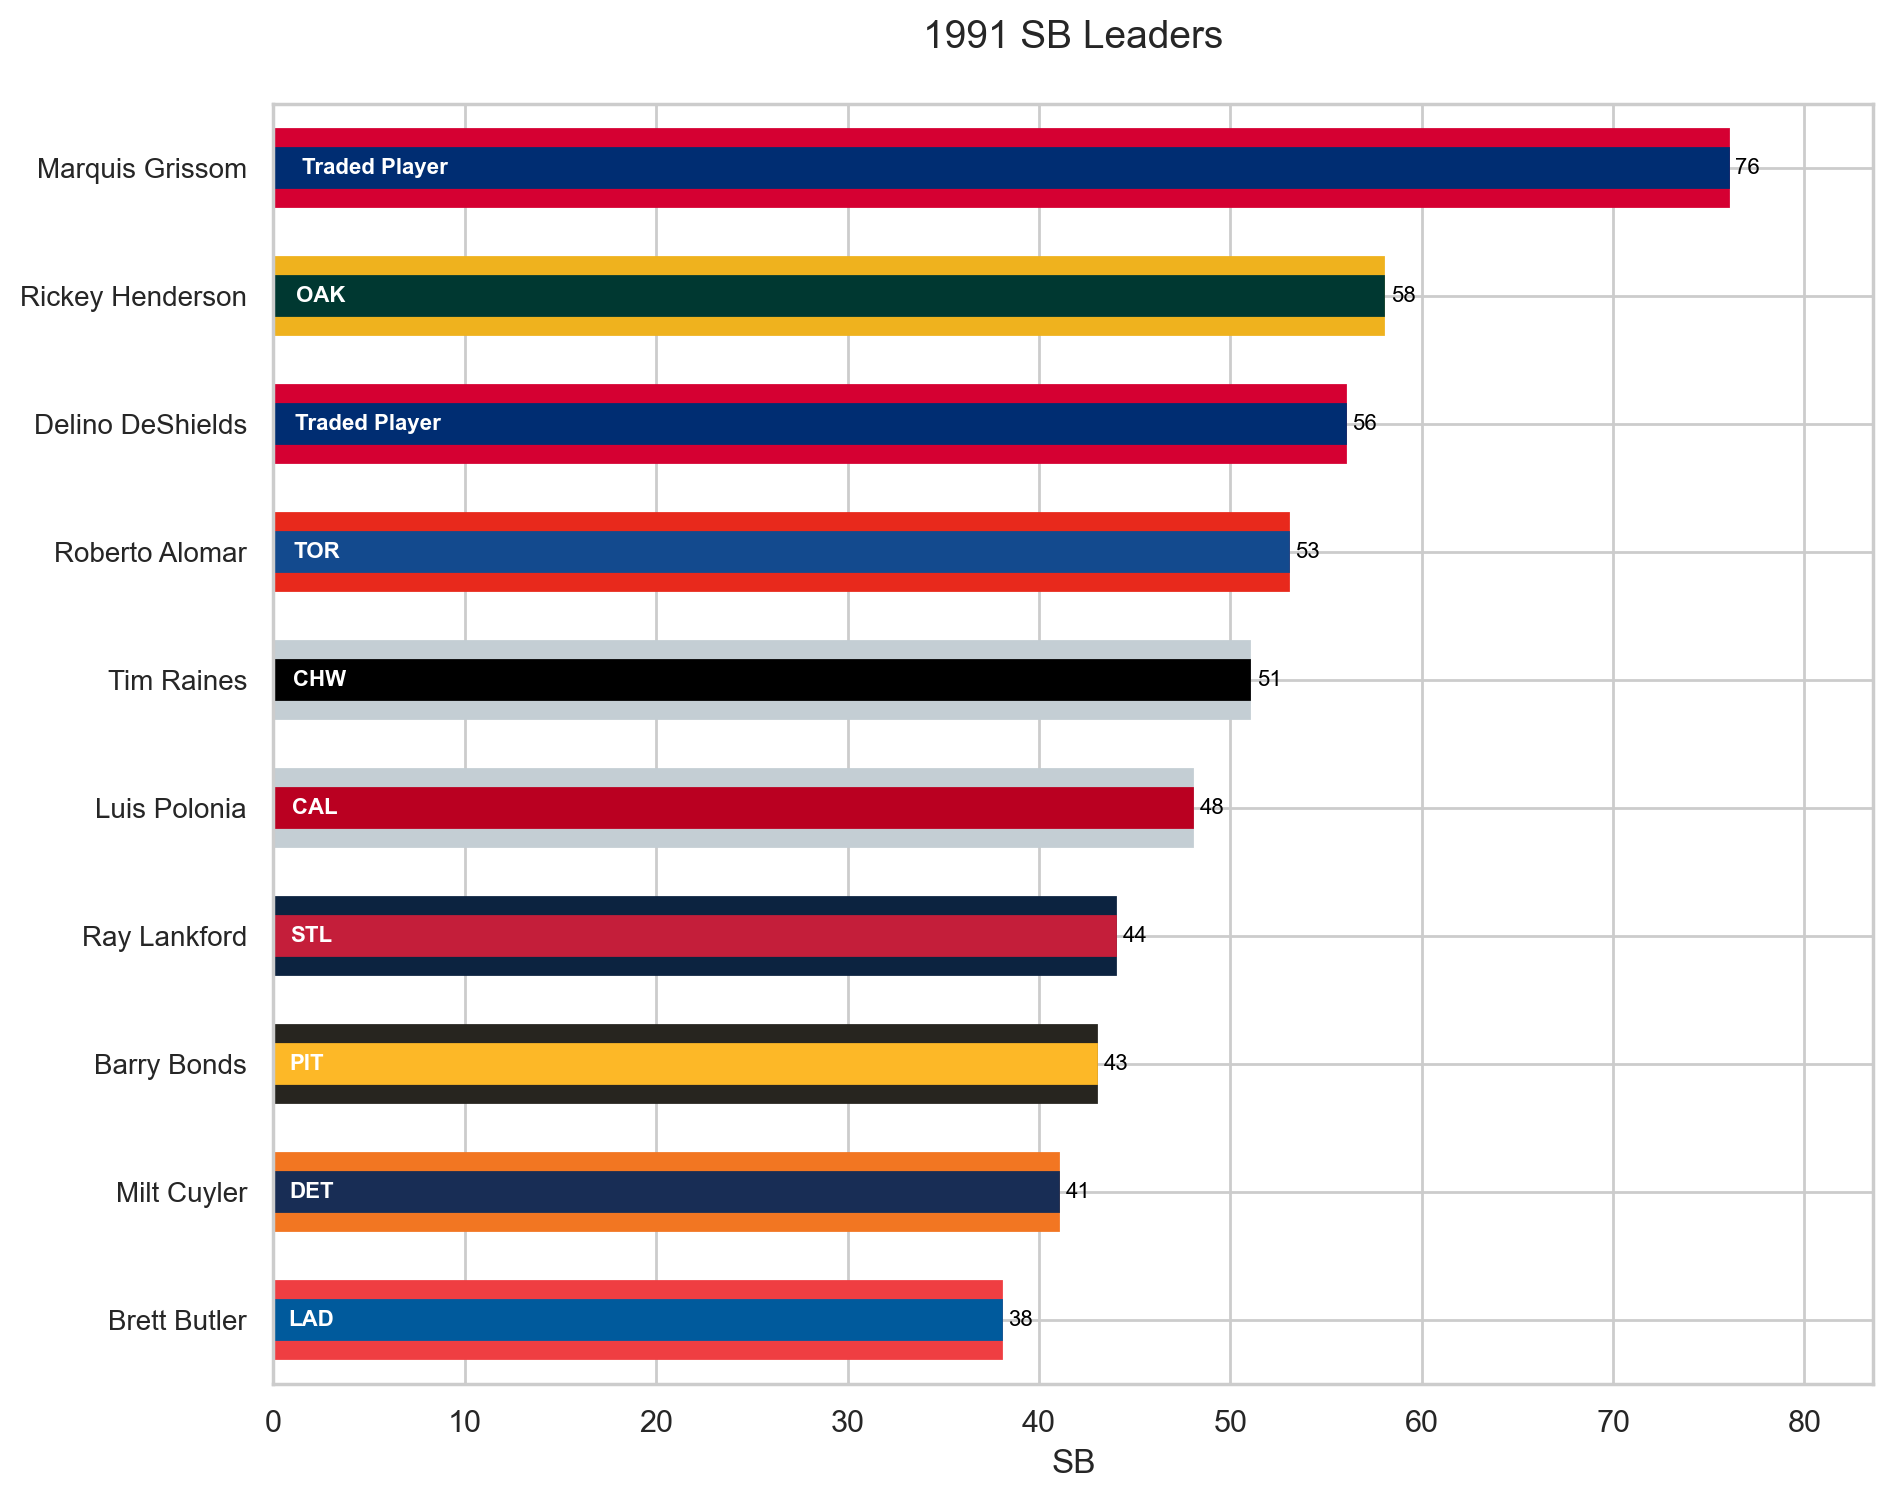 1991 SB Leaders
Marquis Grissom
Traded Player
76
Rickey Henderson
OAK
58
Delino DeShields
Traded Player
56
Roberto Alomar
TOR
53
Tim Raines
CHW
51
Luis Polonia
CAL
48
Ray Lankford
STL
44
Barry Bonds
PIT
43
Milt Cuyler
DET
41
Brett Butler
LAD
38
0 10 20 30 40 50 60 70 80
SB